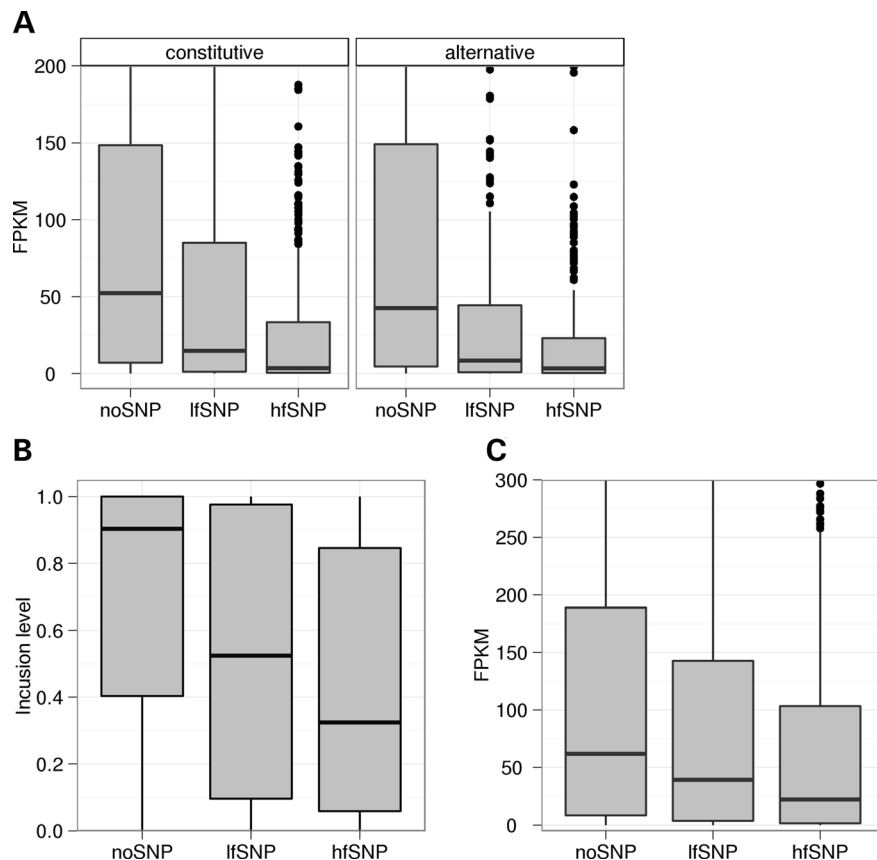 A
constitutive
alternative
200
150
100
50
0
FPKM
noSNP lfSNP hfSNP
noSNP lfSNP hfSNP
B
1.0
0.8
0.6
0.4
0.2
0.0
Incusion level
noSNP lfSNP hfSNP
C
300
250
200
150
100
50
0
FPKM
noSNP lfSNP hfSNP